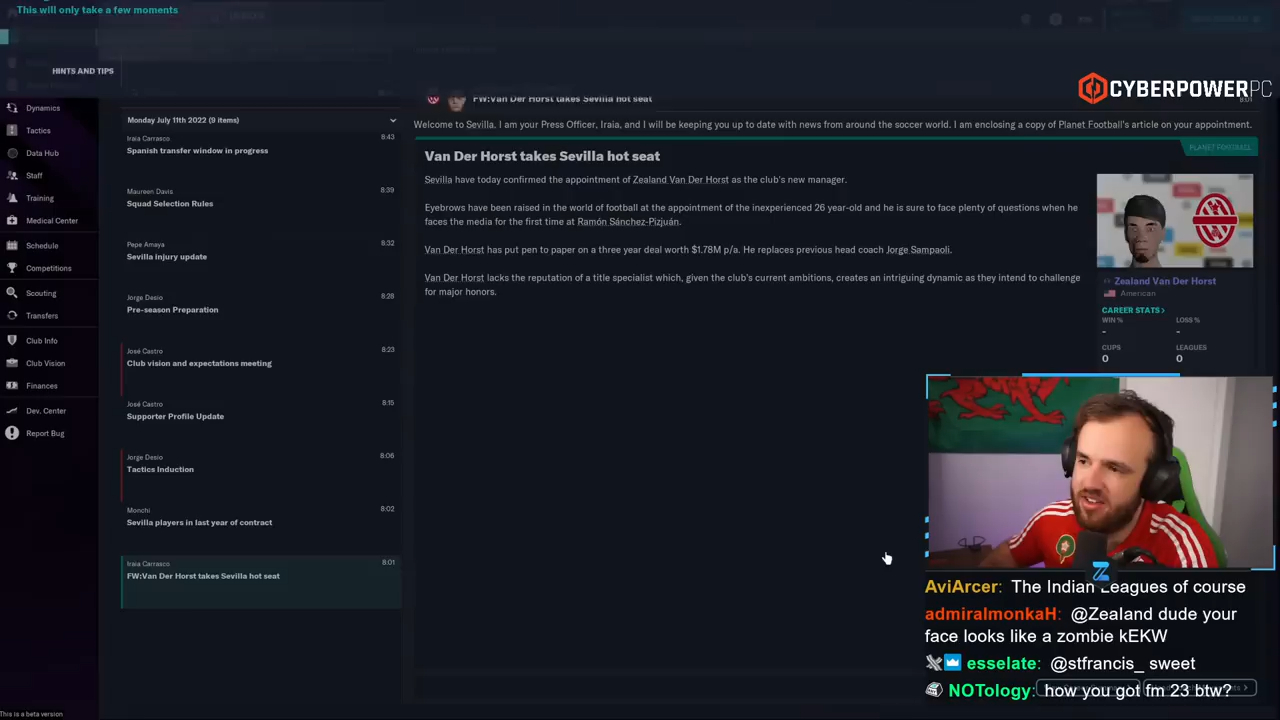 This will only take a few moments
HINTS AND TIPS
CYBERPOWERPC
Dynamics
Tactics
Data Hub
Staff
Training
Medical Center
Schedule
Competitions
Scouting
Transfers
Club Info
Club Vision
Finances
Dev. Center
Report Bug
This is a beta version
Monday July 11th 2022 (9 items)
Iraia Carrasco 8:43
Spanish transfer window in progress
Maureen Davis 8:39
Squad Selection Rules
Pepe Amaya 8:32
Sevilla injury update
Jorge Desio 8:28
Pre-season Preparation
José Castro 8:23
Club vision and expectations meeting
José Castro 8:15
Supporter Profile Update
Jorge Desio 8:06
Tactics Induction
Monchi 8:02
Sevilla players in last year of contract
Iraia Carrasco 8:01
FW:Van Der Horst takes Sevilla hot seat
FW:Van Der Horst takes Sevilla hot seat
8:01
Welcome to Sevilla. I am your Press Officer, Iraia, and I will be keeping you up to date with news from around the soccer world. I am enclosing a copy of Planet Football's article on your appointment.
PLANET FOOTBALL
Van Der Horst takes Sevilla hot seat
Sevilla have today confirmed the appointment of Zealand Van Der Horst as the club's new manager.
Eyebrows have been raised in the world of football at the appointment of the inexperienced 26 year-old and he is sure to face plenty of questions when he
faces the media for the first time at Ramón Sánchez-Pizjuán.
Van Der Horst has put pen to paper on a three year deal worth $1.78M p/a. He replaces previous head coach Jorge Sampaoli.
Van Der Horst lacks the reputation of a title specialist which, given the club's current ambitions, creates an intriguing dynamic as they intend to challenge
for major honors.
Zealand Van Der Horst
American
CAREER STATS >
WIN % LOSS %
- -
CUPS LEAGUES
0 0
AviArcer: The Indian Leagues of course
admiralmonkaH: @Zealand dude your
face looks like a zombie kEKW
esselate: @stfrancis_ sweet
NOTology: how you got fm 23 btw?